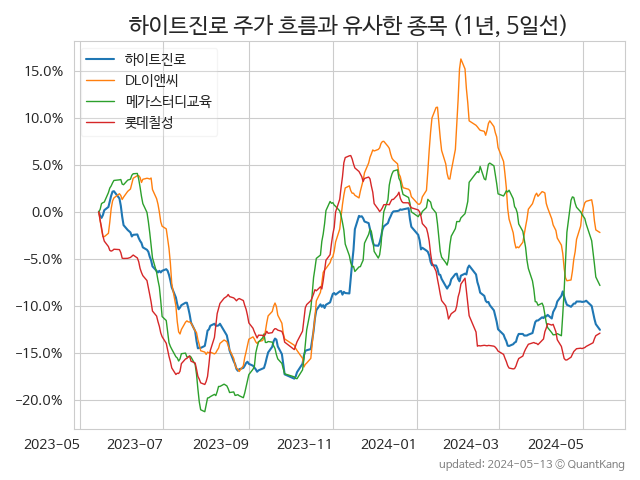 하이트진로 주가 흐름과 유사한 종목 (1년, 5일선)
하이트진로
DL이앤씨
메가스터디교육
롯데칠성
15.0%
10.0%
5.0%
0.0%
−5.0%
−10.0%
−15.0%
−20.0%
2023-05 2023-07 2023-09 2023-11 2024-01 2024-03 2024-05
updated: 2024-05-13 © QuantKang